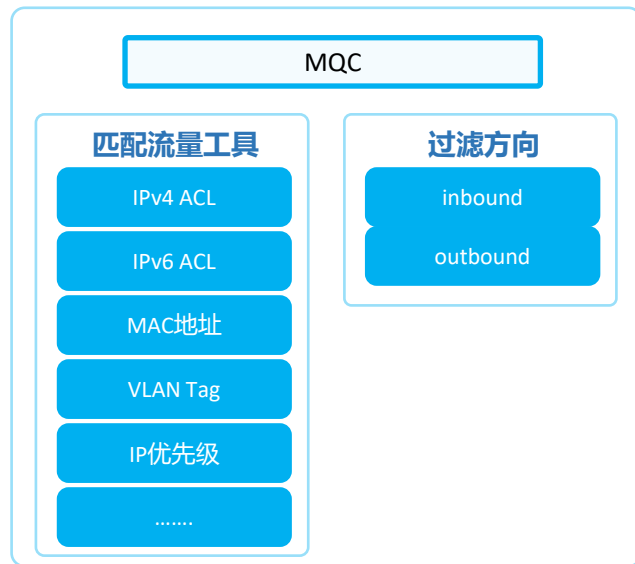 MQC
匹配流量工具
IPv4 ACL
IPv6 ACL
MAC地址
VLAN Tag
IP优先级
…….
过滤方向
inbound
outbound